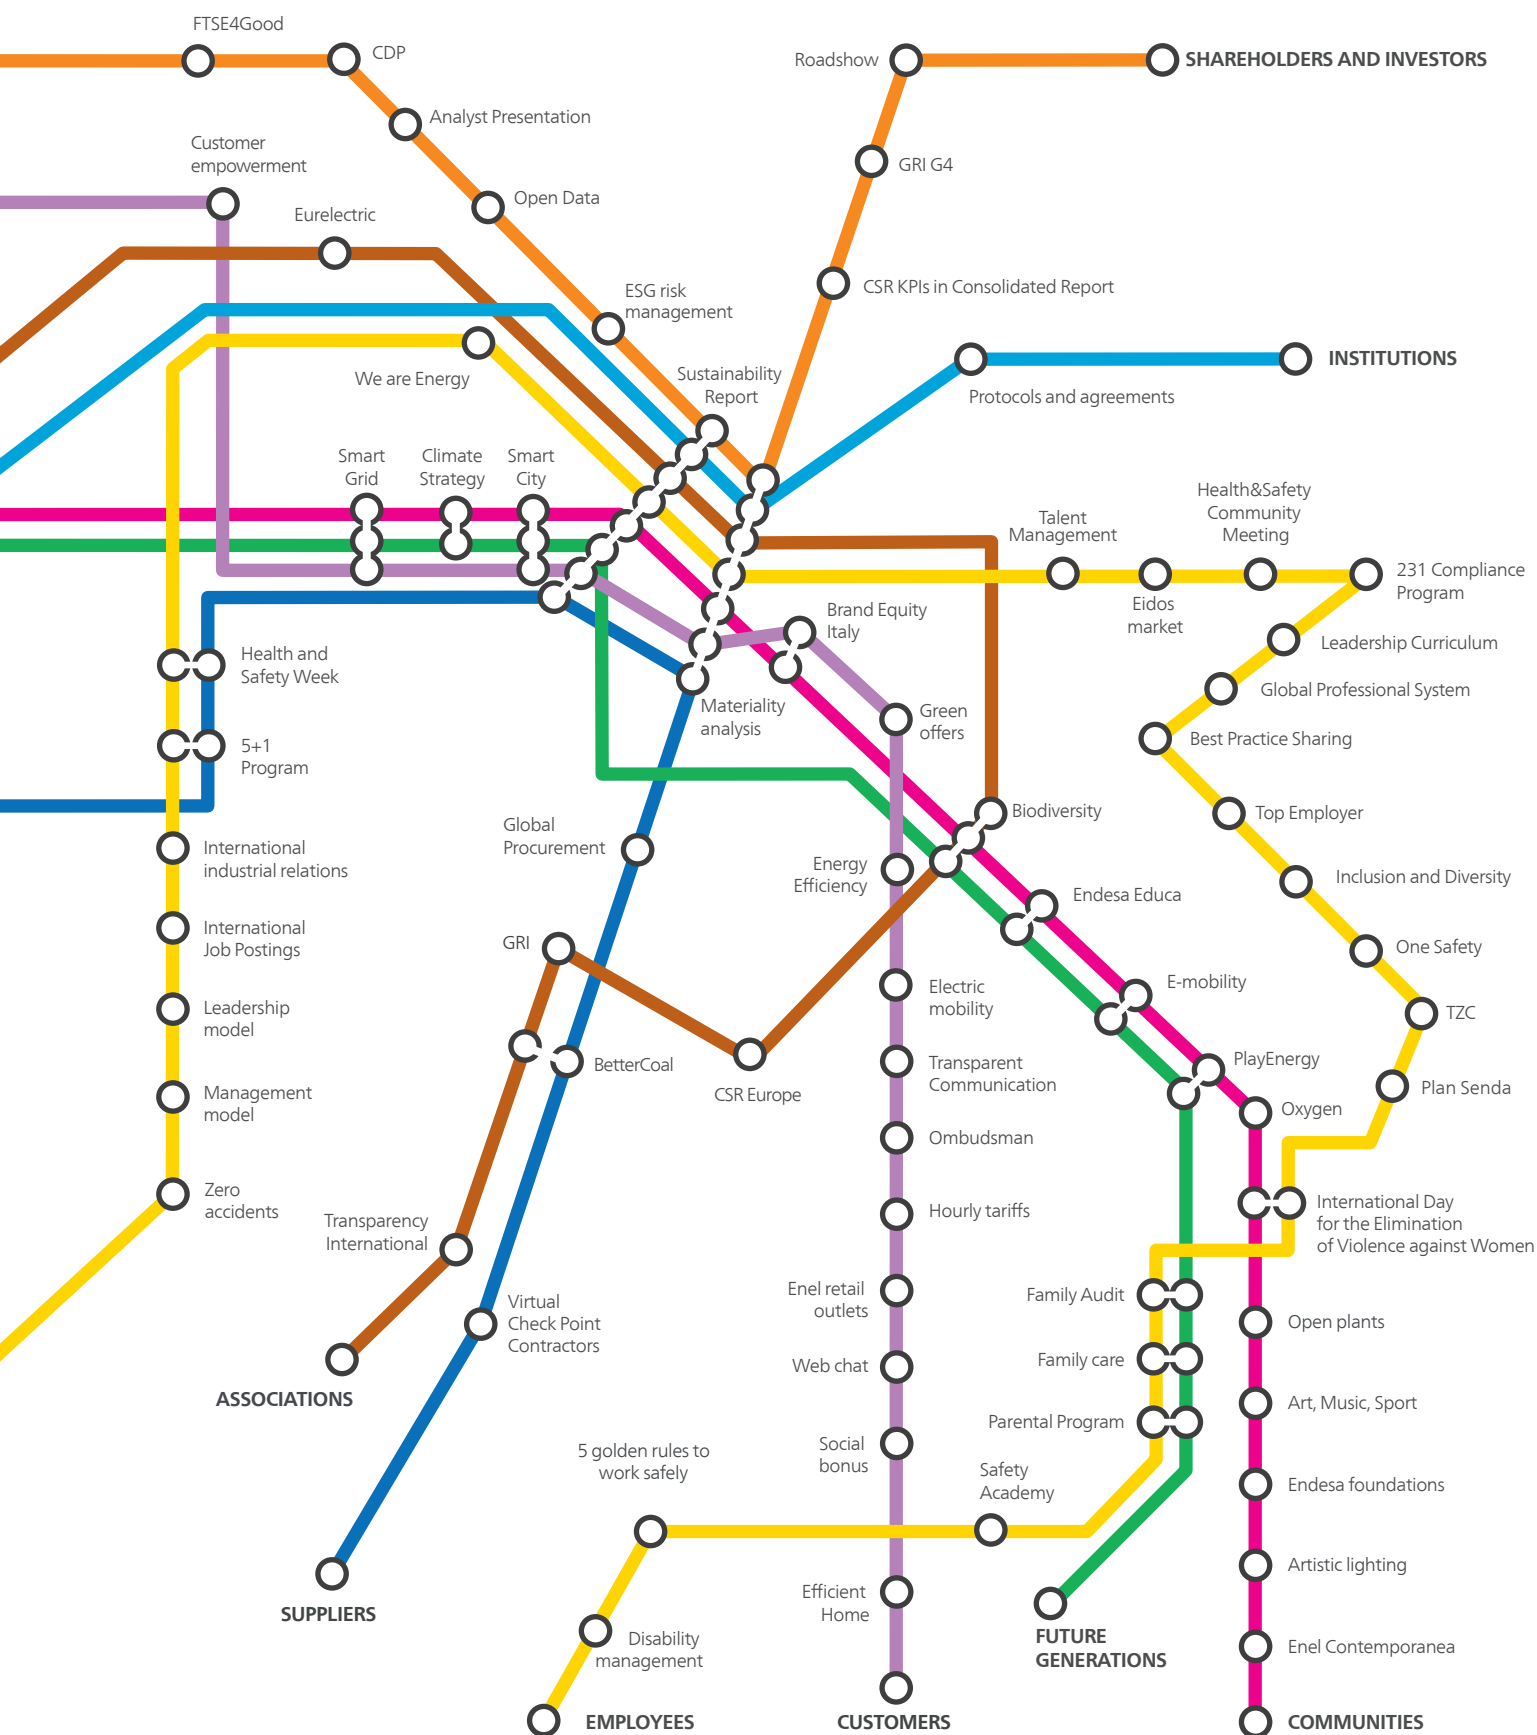 FTSE4Good
CDP
Roadshow
SHAREHOLDERS AND INVESTORS
Analyst Presentation
Customer
empowerment
GRI G4
Open Data
Eurelectric
CSR KPIs in Consolidated Report
ESG risk
management
INSTITUTIONS
Protocols and agreements
We are Energy
Sustainability
Report
Smart
Grid
Climate
Strategy
Smart
City
Health&Safety
Community
Meeting
Talent
Management
231 Compliance
Program
Eidos
market
Brand Equity
Italy
Leadership Curriculum
Health and
Safety Week
Global Professional System
Materiality
analysis
Green
offers
Best Practice Sharing
5+1
Program
Biodiversity
Top Employer
Global
Procurement
International
industrial relations
Energy
Efficiency
Inclusion and Diversity
Endesa Educa
International
Job Postings
GRI
One Safety
E-mobility
Electric
mobility
Leadership
model
TZC
BetterCoal
Transparent
Communication
PlayEnergy
Plan Senda
CSR Europe
Management
model
Oxygen
Ombudsman
Zero
accidents
Hourly tariffs
International Day
for the Elimination
of Violence against Women
Transparency
International
Enel retail
outlets
Family Audit
Virtual
Check Point
Contractors
Open plants
Web chat
Family care
ASSOCIATIONS
Art, Music, Sport
Parental Program
Social
bonus
5 golden rules to
work safely
Safety
Academy
Endesa foundations
Artistic lighting
Efficient
Home
SUPPLIERS
FUTURE
GENERATIONS
Disability
management
Enel Contemporanea
EMPLOYEES
CUSTOMERS
COMMUNITIES